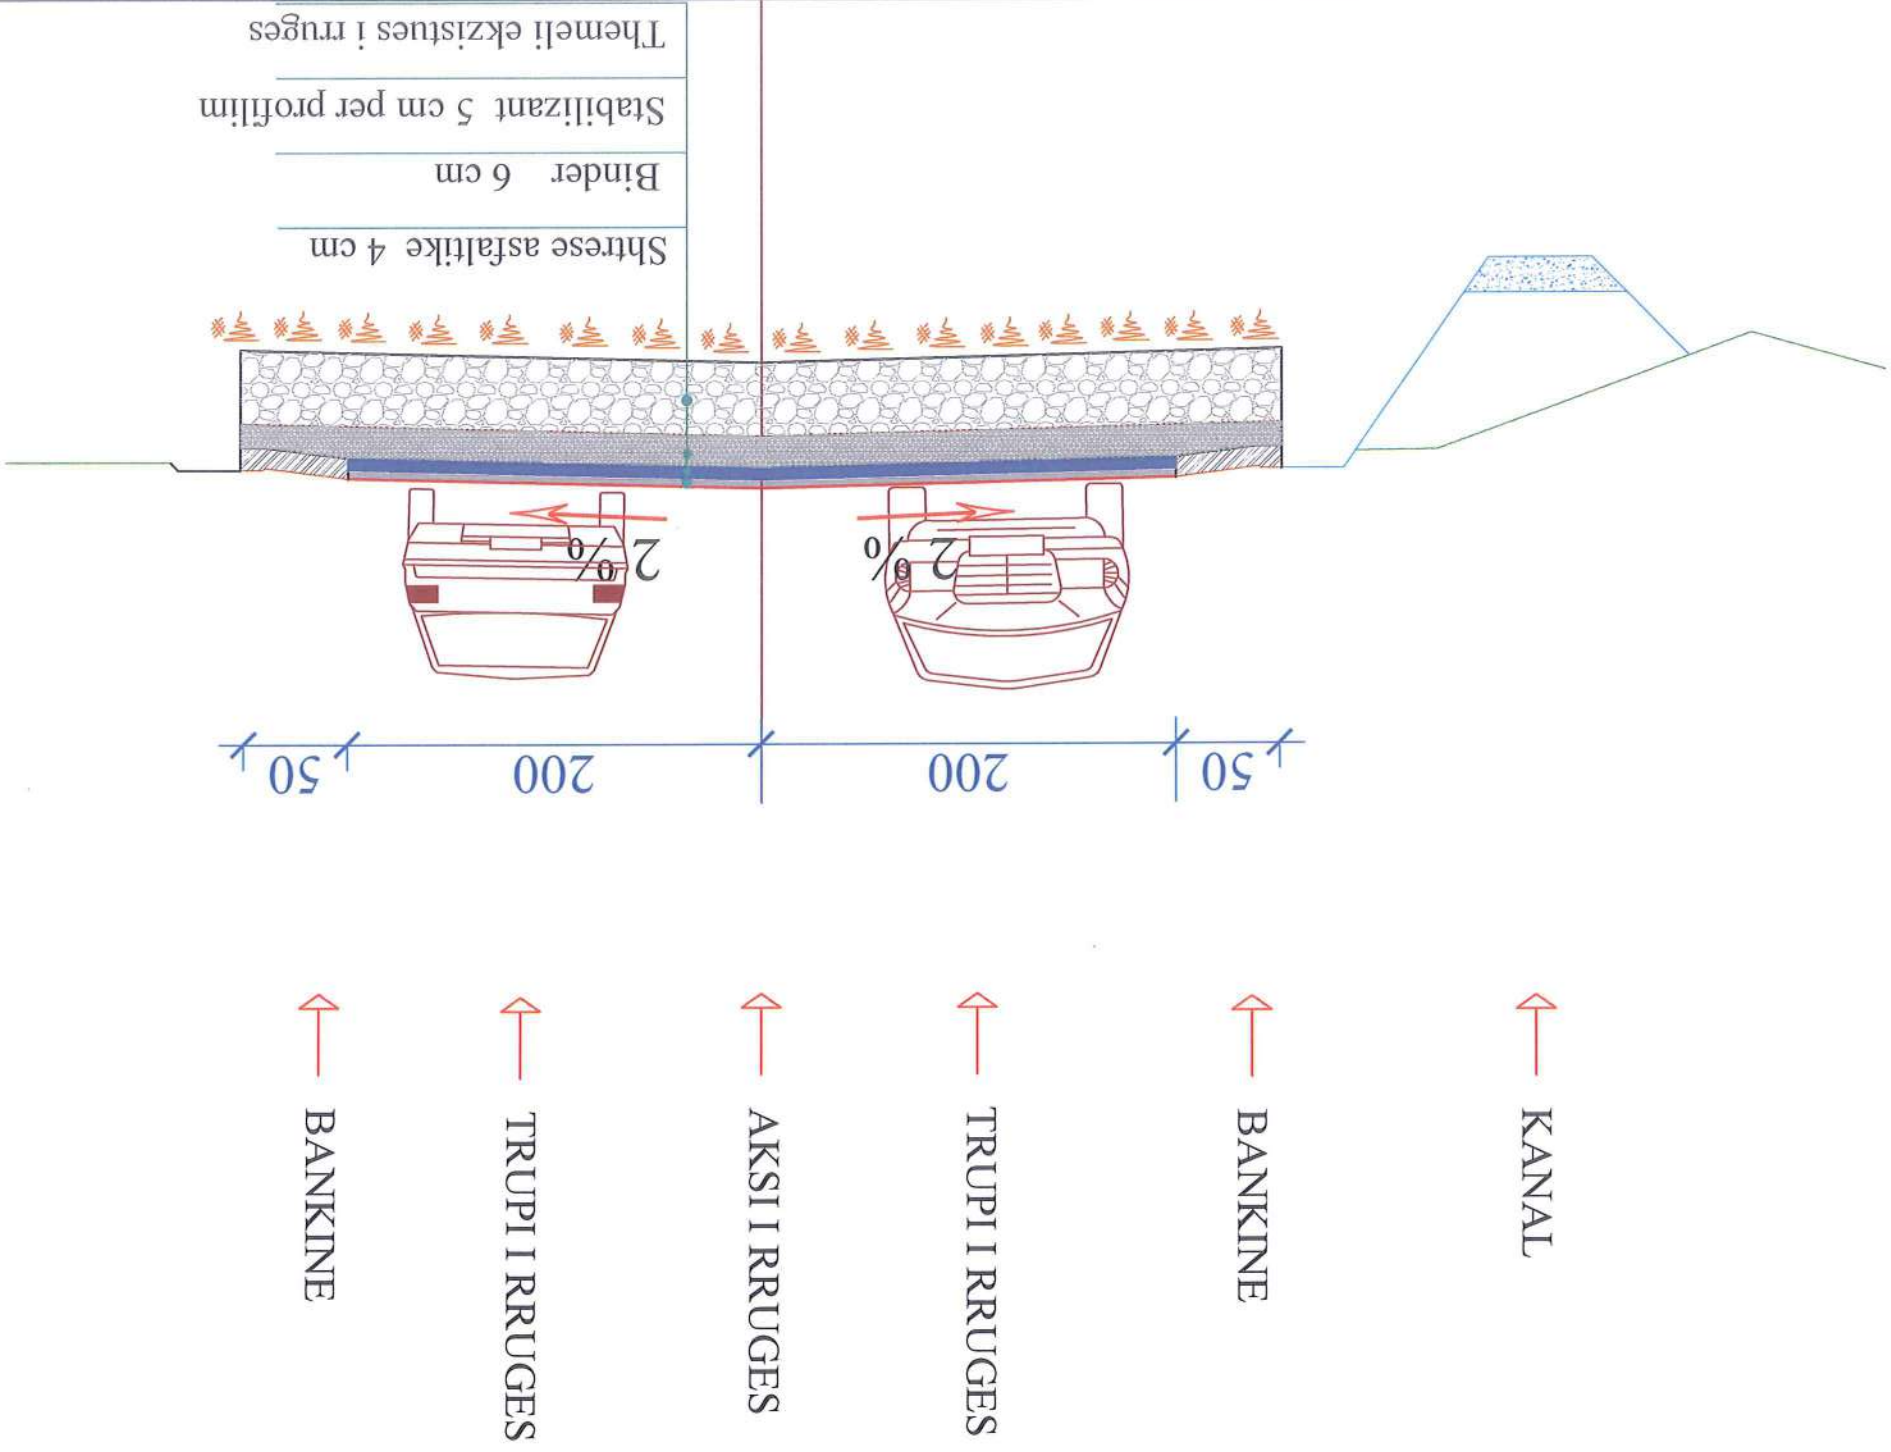 KANAL
BANKINE
TRUPI I RRUGES
AKSI I RRUGES
TRUPI I RRUGES
BANKINE
50
200
200
50
2 %
2 %
Shtrese asfaltike 4 cm
Binder 6 cm
Stabilizant 5 cm per profilim
Themeli ekzistues i rruges